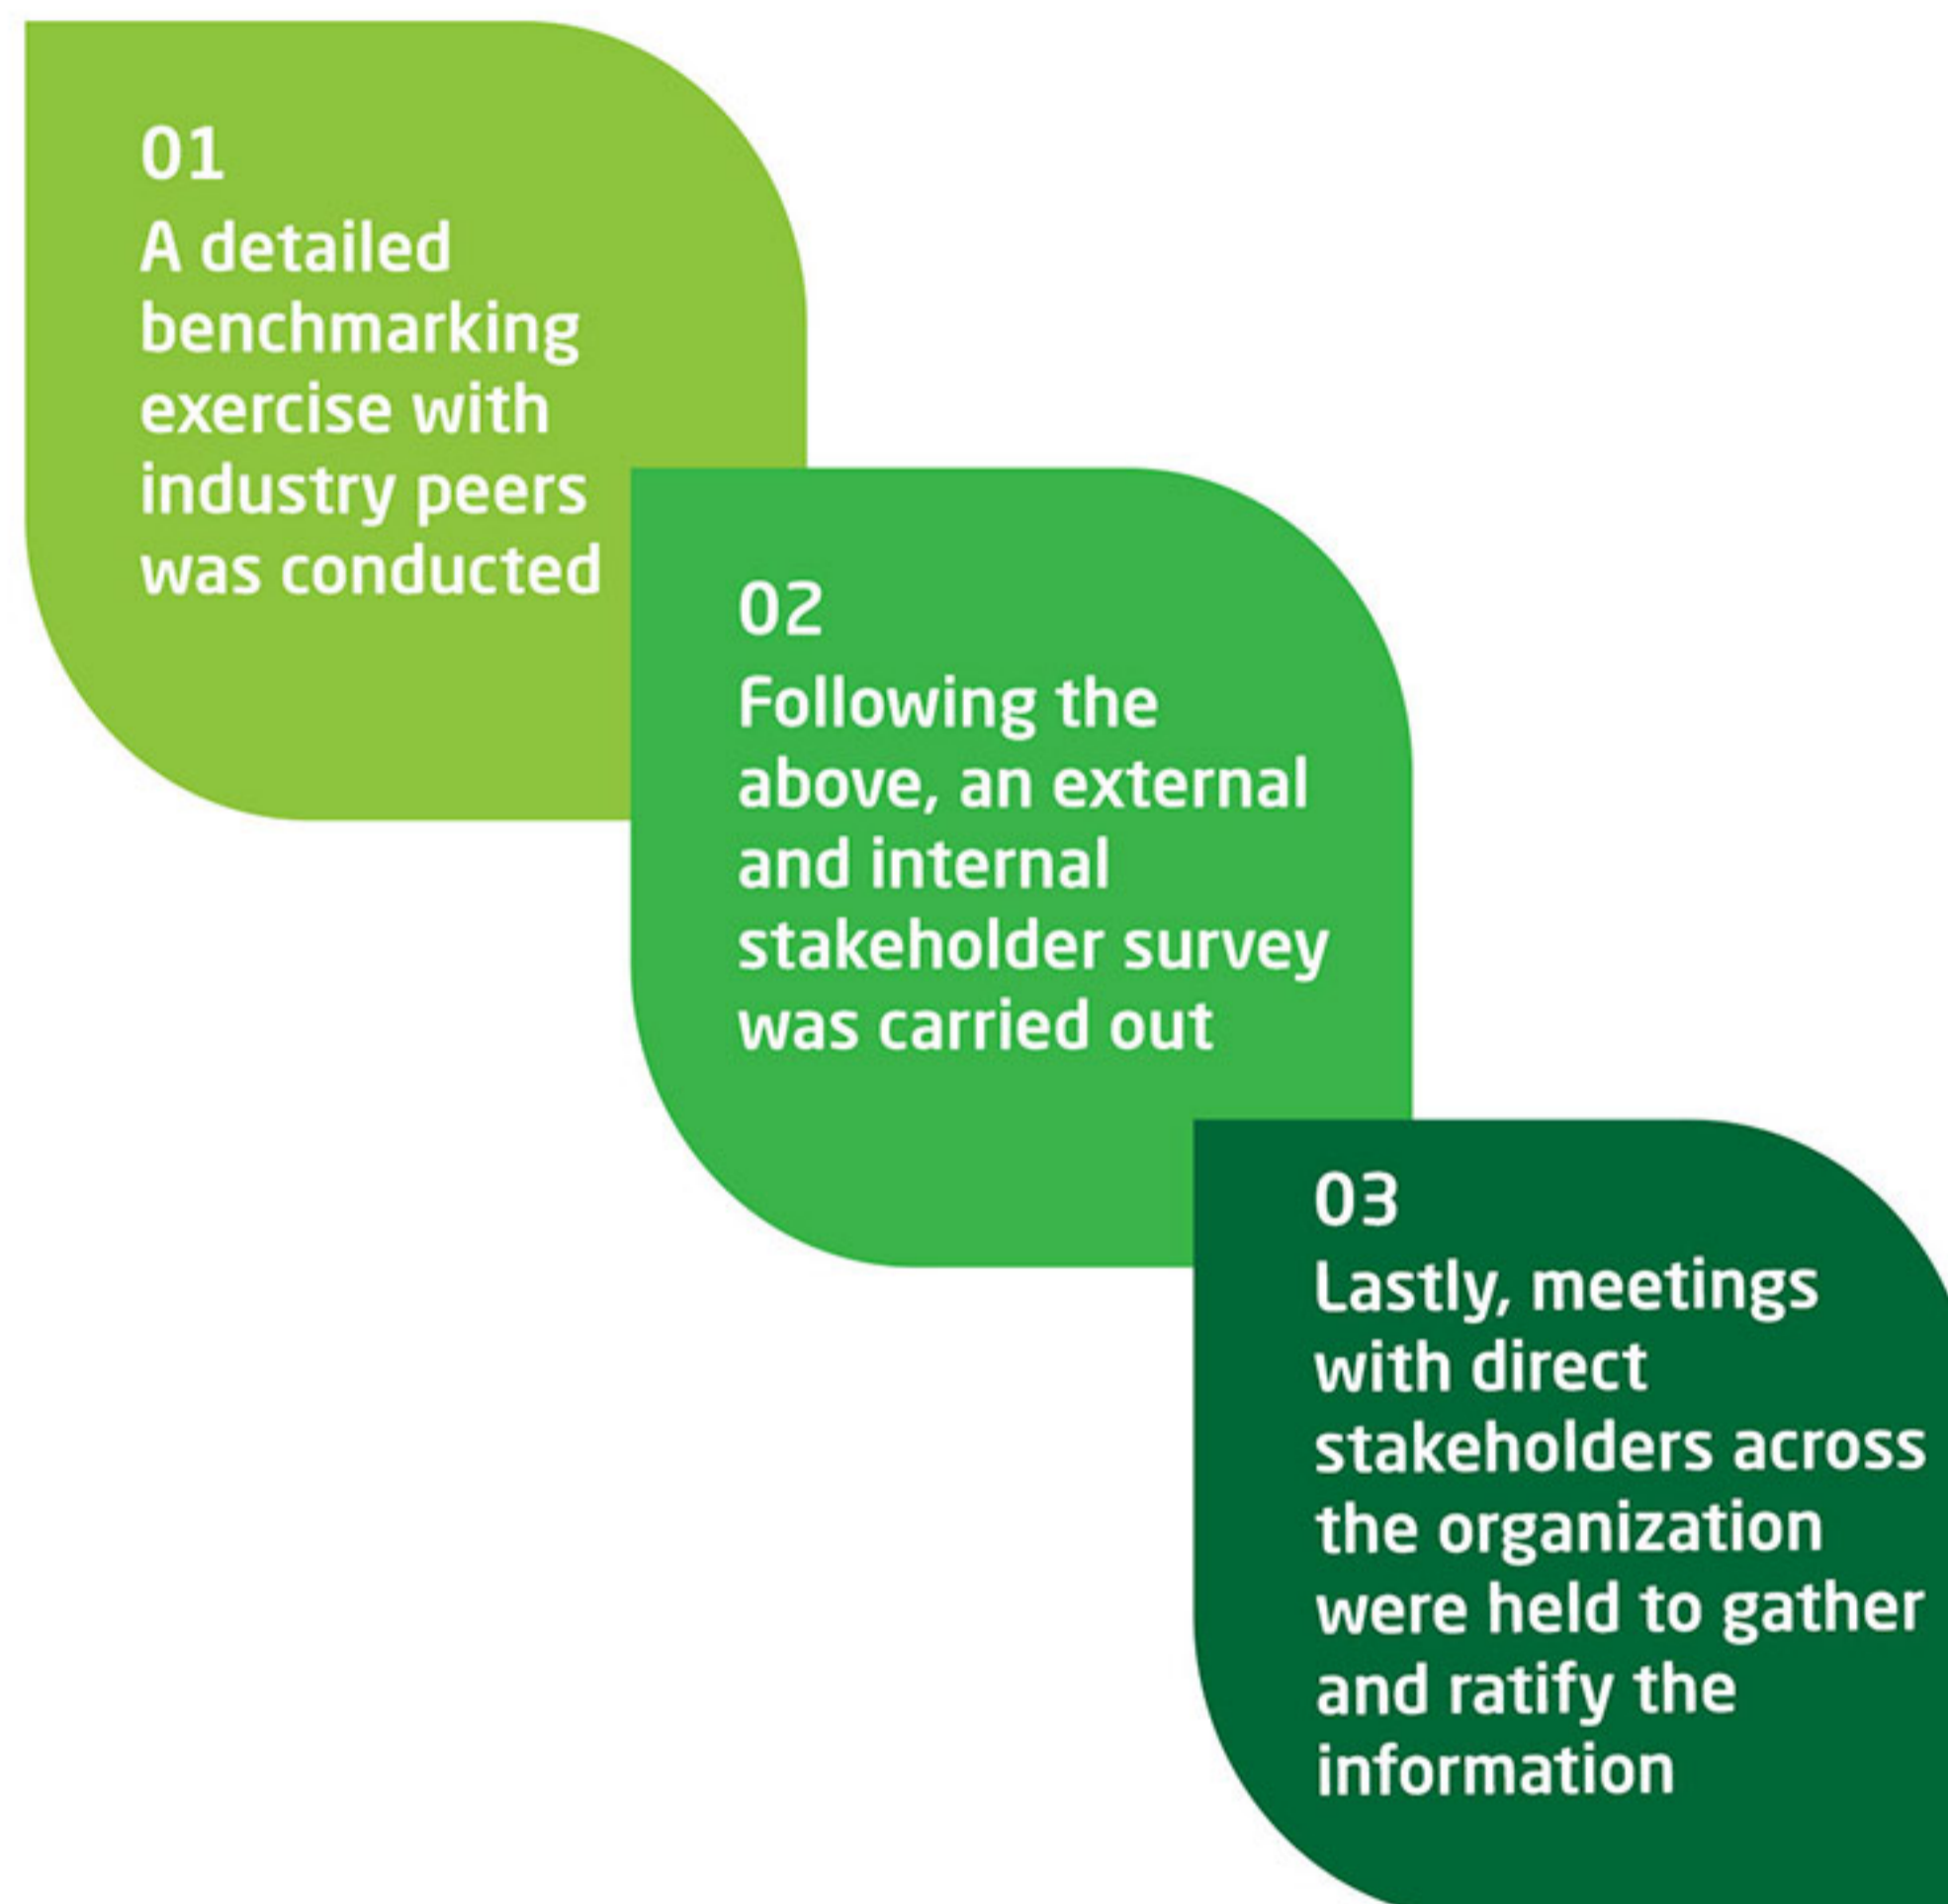 01
A detailed
benchmarking
exercise with
industry peers
was conducted
02
Following the
above, an external
and internal
stakeholder survey
was carried out
03
Lastly, meetings
with direct
stakeholders across
the organization
were held to gather
and ratify the
information